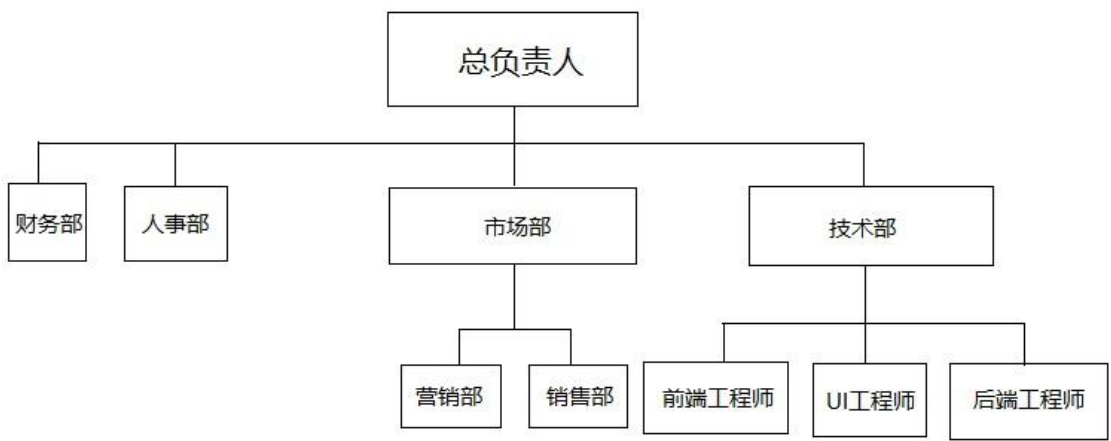 总负责人
财务部
人事部
市场部
技术部
营销部
销售部
前端工程师
UI工程师
后端工程师